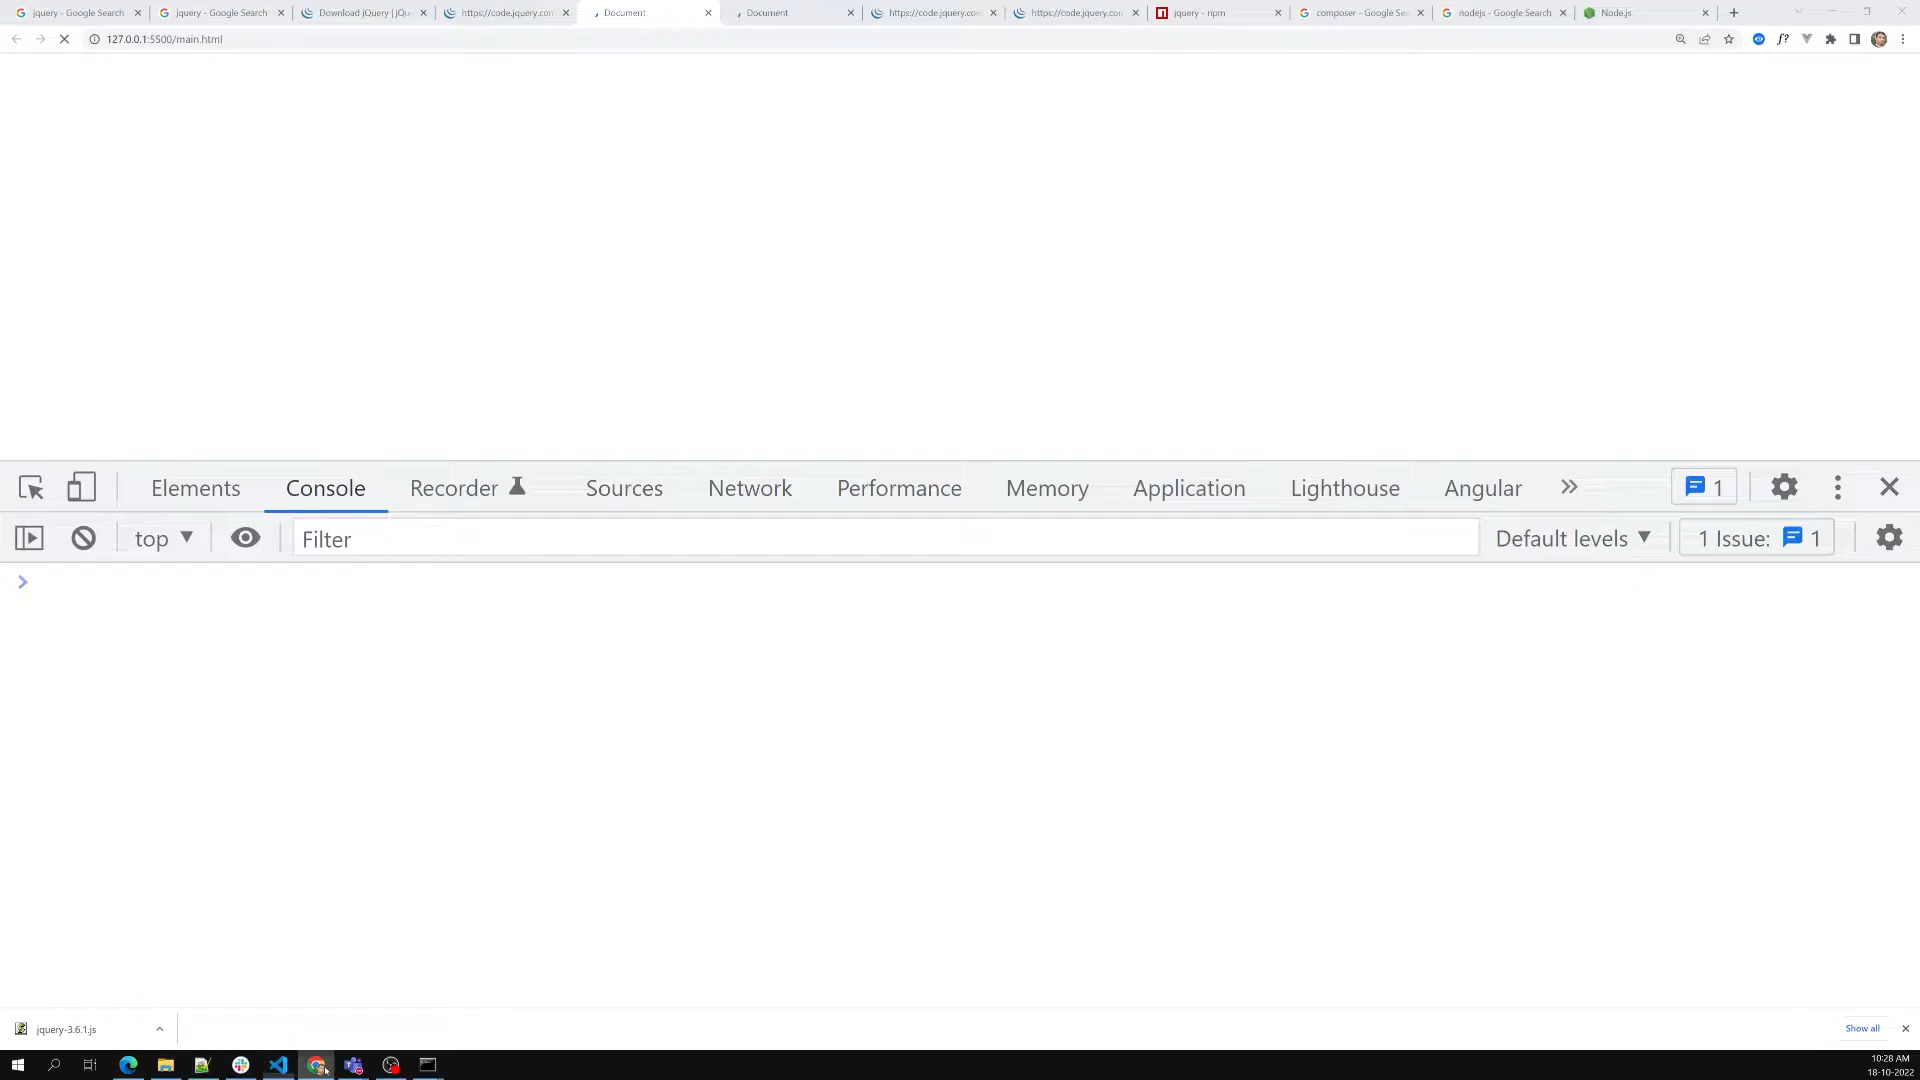 jquery - Google Search
jquery - Google Search
Download jQuery | jQu
https://code.jquery.con
Document
Document
https://code.jquery.con
https://code.jquery.con
jquery - npm
composer - Google Sea
nodejs - Google Search
Node.js
127.0.0.1:5500/main.html
f?
Elements
Console
Recorder
Sources
Network
Performance
Memory
Application
Lighthouse
Angular
1
top
Filter
Default levels
1 Issue:
1
jquery-3.6.1.js
Show all
10:28 AM
18-10-2022